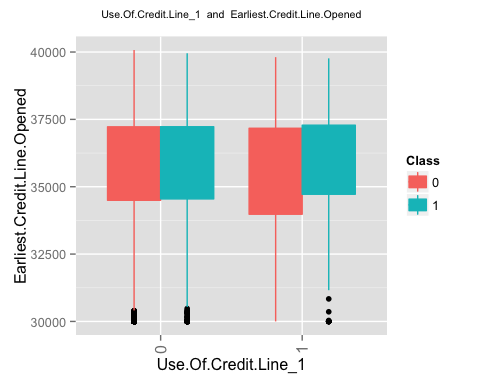 Use.Of.Credit.Line_1 and Earliest.Credit.Line.Opened
Earliest.Credit.Line.Opened
40000
37500
35000
32500
30000
0
1
Use.Of.Credit.Line_1
Class
0
1